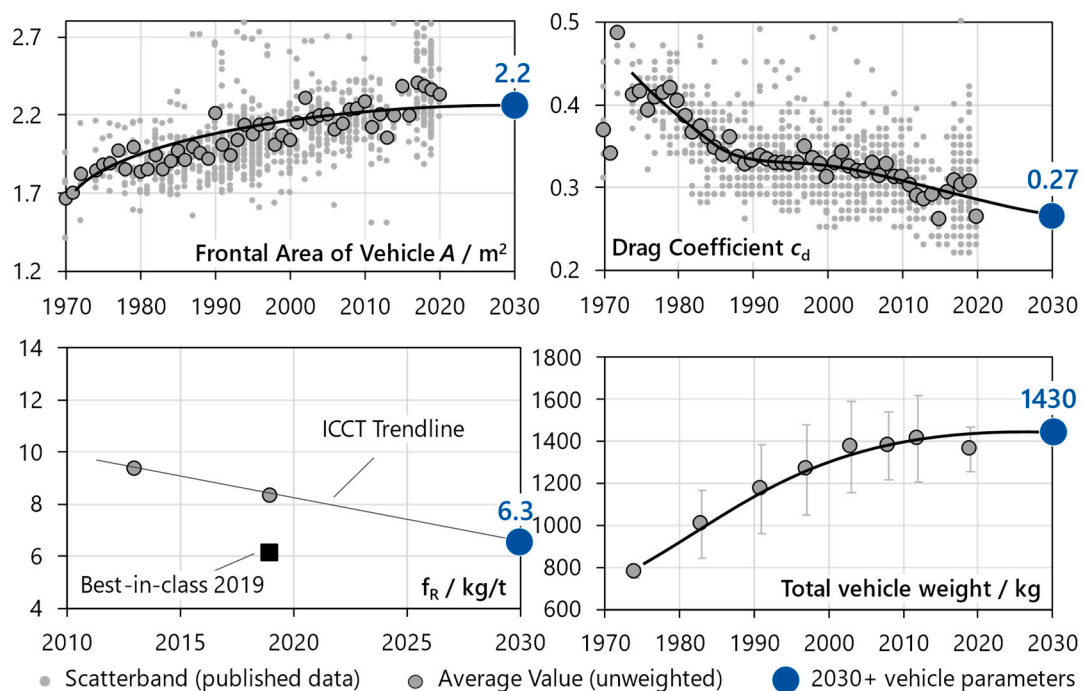 2.7
2.2
1.7
1.2
2.2
Frontal Area of Vehicle A / m²
1970 1980 1990 2000 2010 2020 2030
0.5
0.4
0.3
0.2
0.27
Drag Coefficient cd
1970 1980 1990 2000 2010 2020 2030
14
12
10
8
6
4
ICCT Trendline
6.3
Best-in-class 2019
fR / kg/t
2010 2015 2020 2025 2030
1800
1600
1400
1200
1000
800
600
1430
Total vehicle weight / kg
1970 1980 1990 2000 2010 2020 2030
Scatterband (published data)
Average Value (unweighted)
2030+ vehicle parameters